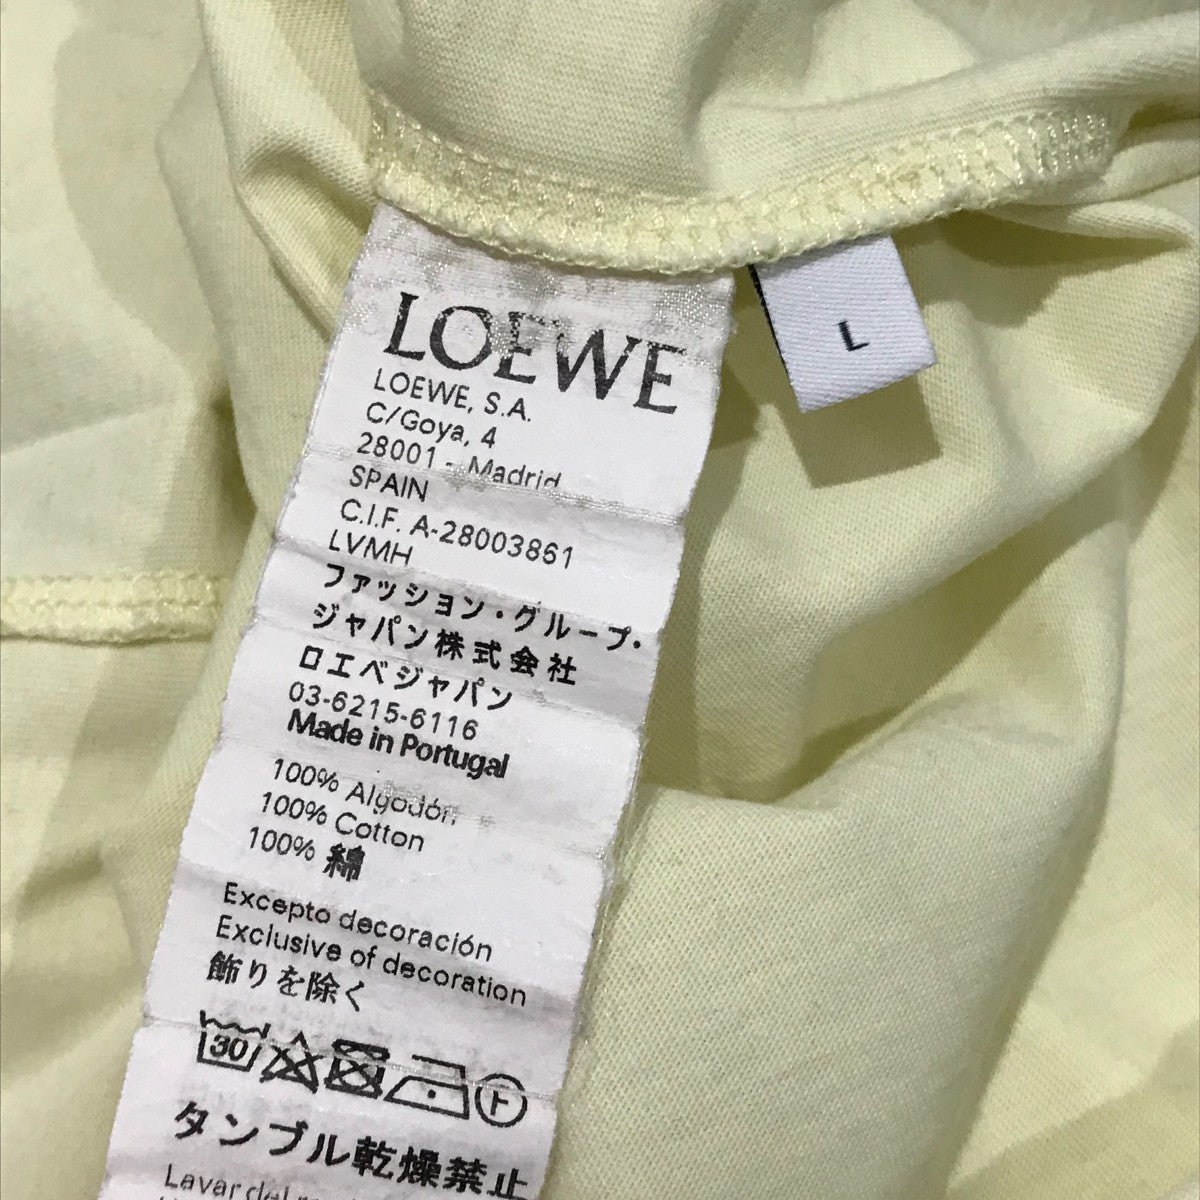 LOEWE
L
LOEWE, S.A.
C/Goya, 4
28001 - Madrid
SPAIN
C.I.F. A-28003861
LVMH
ファッション・グループ・
ジャパン株式会社
ロエベジャパン
03-6215-6116
Made in Portugal
100% Algodón
100% Cotton
100% 綿
Excepto decoración
Exclusive of decoration
飾りを除く
30
F
タンブル乾燥禁止
Lavar del